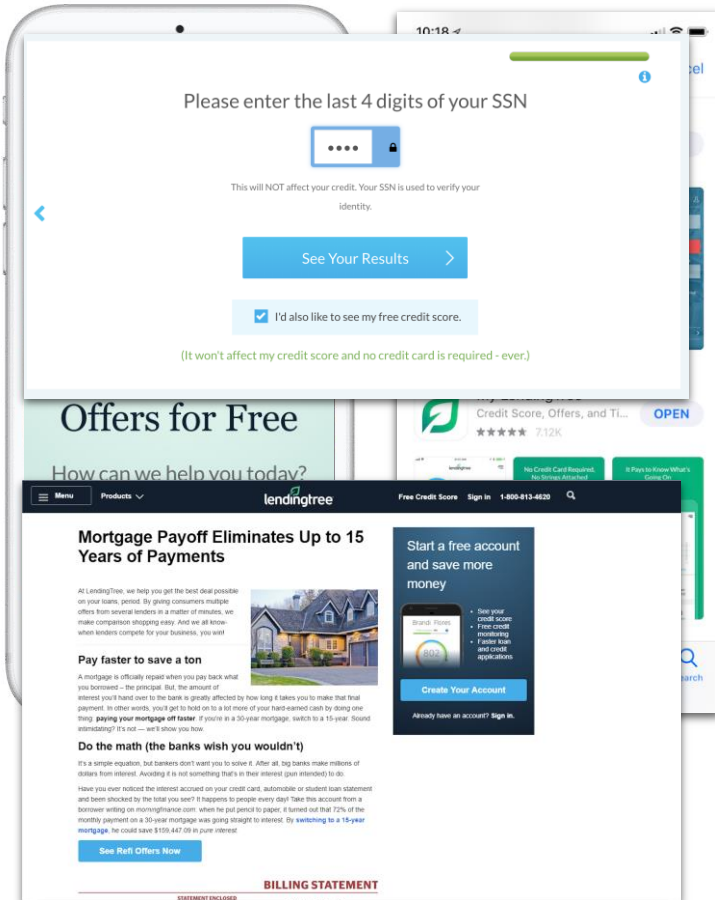 10:18
cel
Please enter the last 4 digits of your SSN
••••
This will NOT affect your credit. Your SSN is used to verify your
identity.
See Your Results
I'd also like to see my free credit score.
(It won't affect my credit score and no credit card is required - ever.)
My LendingTree
Credit Score, Offers, and Ti...
OPEN
7.12K
Offers for Free
How can we help you today?
lendingtree
No Credit Card Required,
No Strings Attached
It Pays to Know What's
Going On
Menu
Products
lendingtree
Free Credit Score
Sign in
1-800-813-4620
Mortgage Payoff Eliminates Up to 15
Years of Payments
At LendingTree, we help you get the best deal possible
on your loans, period. By giving consumers multiple
offers from several lenders in a matter of minutes, we
make comparison shopping easy. And we all know-
when lenders compete for your business, you win!
Pay faster to save a ton
A mortgage is officially repaid when you pay back what
you borrowed – the principal. But, the amount of
interest you'll hand over to the bank is greatly affected by how long it takes you to make that final
payment. In other words, you'll get to hold on to a lot more of your hard-earned cash by doing one
thing: paying your mortgage off faster. If you're in a 30-year mortgage, switch to a 15-year. Sound
intimidating? It's not — we'll show you how.
Do the math (the banks wish you wouldn't)
It's a simple equation, but bankers don't want you to solve it. After all, big banks make millions of
dollars from interest. Avoiding it is not something that's in their interest (pun intended) to do.
Have you ever noticed the interest accrued on your credit card, automobile or student loan statement
and been shocked by the total you see? It happens to people every day! Take this account from a
borrower writing on morningfinance.com: when he put pencil to paper, it turned out that 72% of the
monthly payment on a 30-year mortgage was going straight to interest. By switching to a 15-year
mortgage, he could save $159,447.09 in pure interest.
See Refi Offers Now
BILLING STATEMENT
STATEMENT ENCLOSED
Start a free account
and save more
money
Brandi Flores
802
See your
credit score
Free credit
monitoring
Faster loan
and credit
applications
Create Your Account
Already have an account? Sign in.
earch